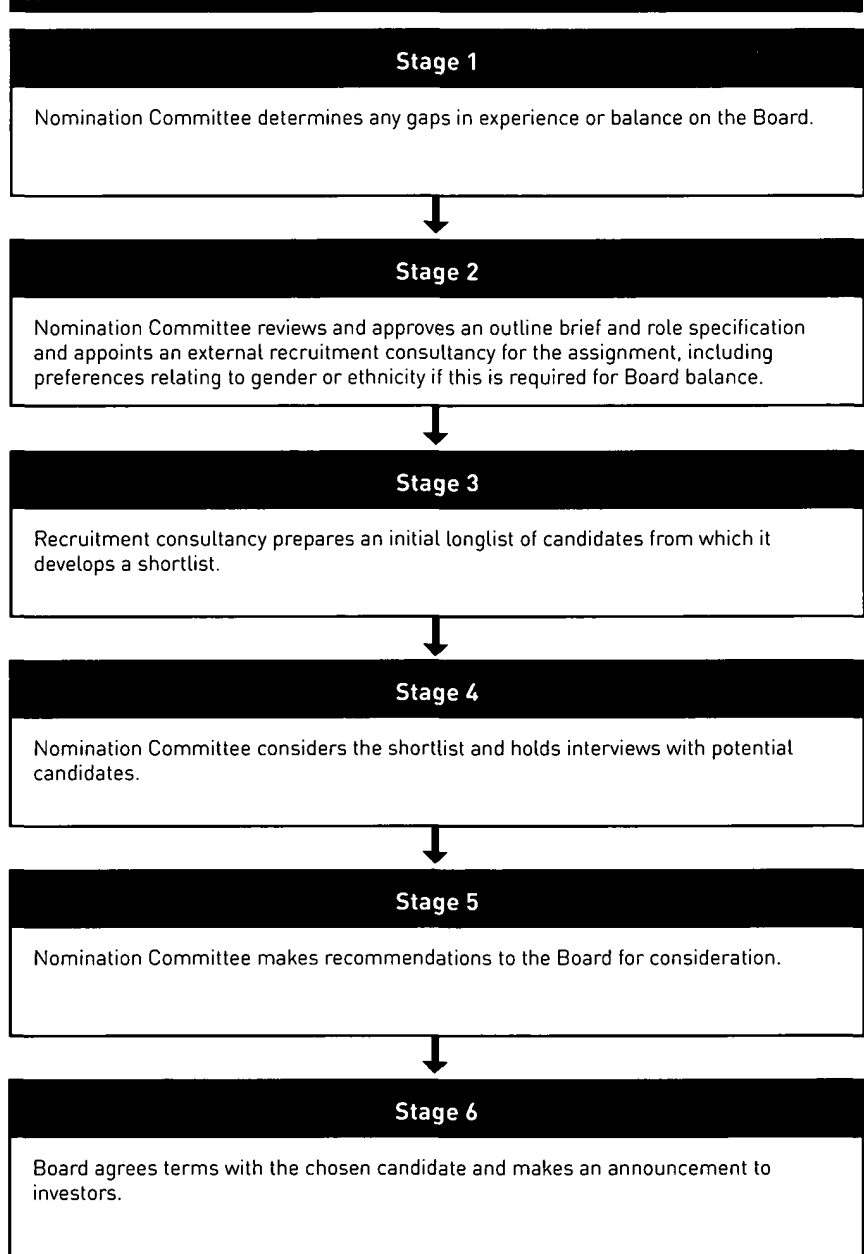 Stage 1
Nomination Committee determines any gaps in experience or balance on the Board.
Stage 2
Nomination Committee reviews and approves an outline brief and role specification
and appoints an external recruitment consultancy for the assignment, including
preferences relating to gender or ethnicity if this is required for Board balance.
Stage 3
Recruitment consultancy prepares an initial longlist of candidates from which it
develops a shortlist.
Stage 4
Nomination Committee considers the shortlist and holds interviews with potential
candidates.
Stage 5
Nomination Committee makes recommendations to the Board for consideration.
Stage 6
Board agrees terms with the chosen candidate and makes an announcement to
investors.